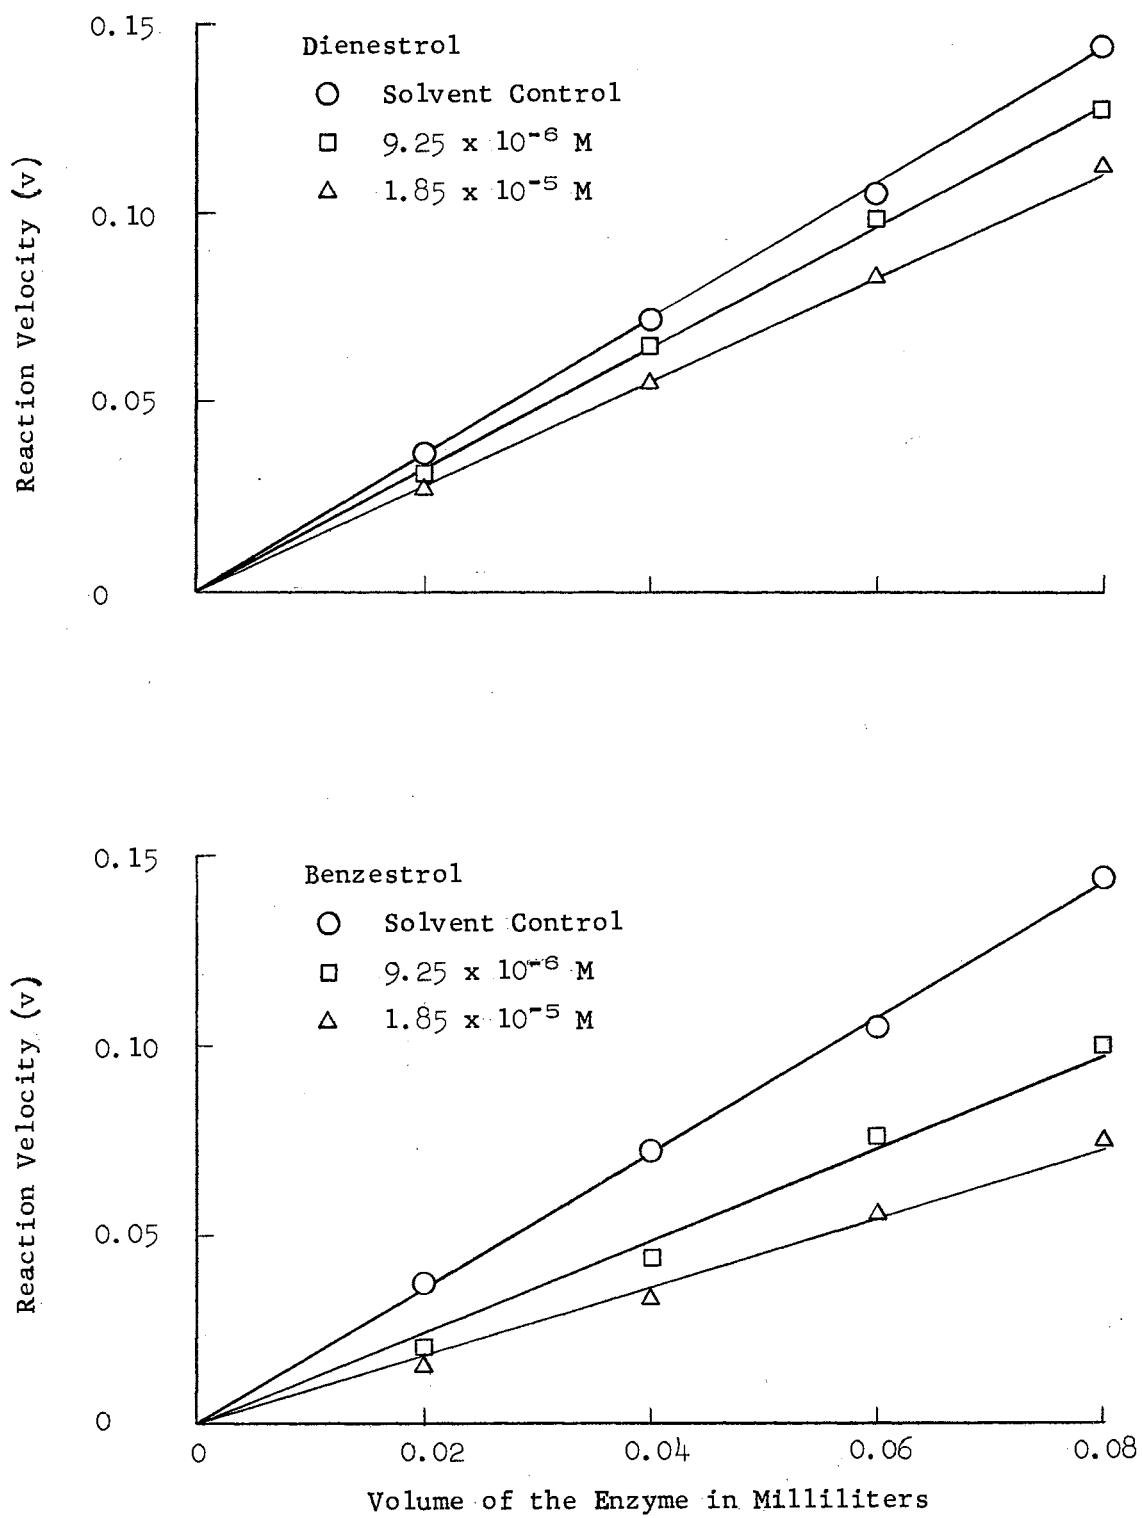 Dienestrol
Solvent Control
9.25 x 10⁻⁶ M
1.85 x 10⁻⁵ M
0.15
0.10
0.05
0
Reaction Velocity (v)
Benzestrol
Solvent Control
9.25 x 10⁻⁶ M
1.85 x 10⁻⁵ M
0.15
0.10
0.05
0
Reaction Velocity (v)
0 0.02 0.04 0.06 0.08
Volume of the Enzyme in Milliliters